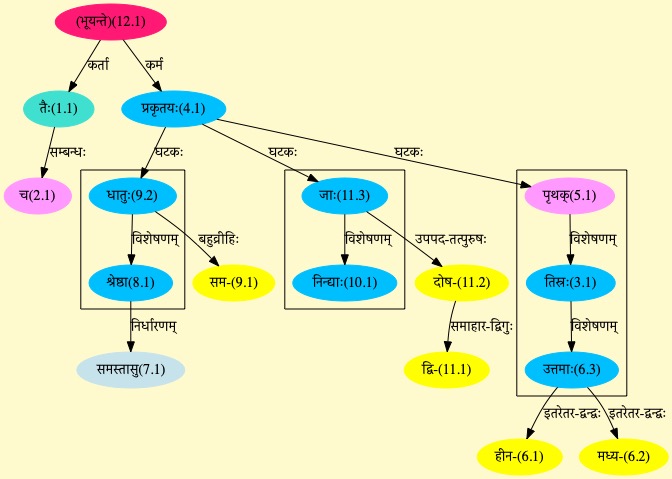 (भूयन्ते)(12.1)
कर्ता
कर्म
तैः(1.1)
प्रकृतयः(4.1)
सम्बन्धः
घटकः
घटकः
घटकः
च(2.1)
धातुः(9.2)
जाः(11.3)
पृथक्(5.1)
विशेषणम्
बहुव्रीहिः
विशेषणम्
उपपद-तत्पुरुषः
विशेषणम्
श्रेष्ठा(8.1)
सम-(9.1)
निन्द्याः(10.1)
दोष-(11.2)
तिस्रः(3.1)
निर्धारणम्
समाहार-द्विगुः
विशेषणम्
समस्तासु(7.1)
द्वि-(11.1)
उत्तमाः(6.3)
इतरेतर-द्वन्द्वः
इतरेतर-द्वन्द्वः
हीन-(6.1)
मध्य-(6.2)